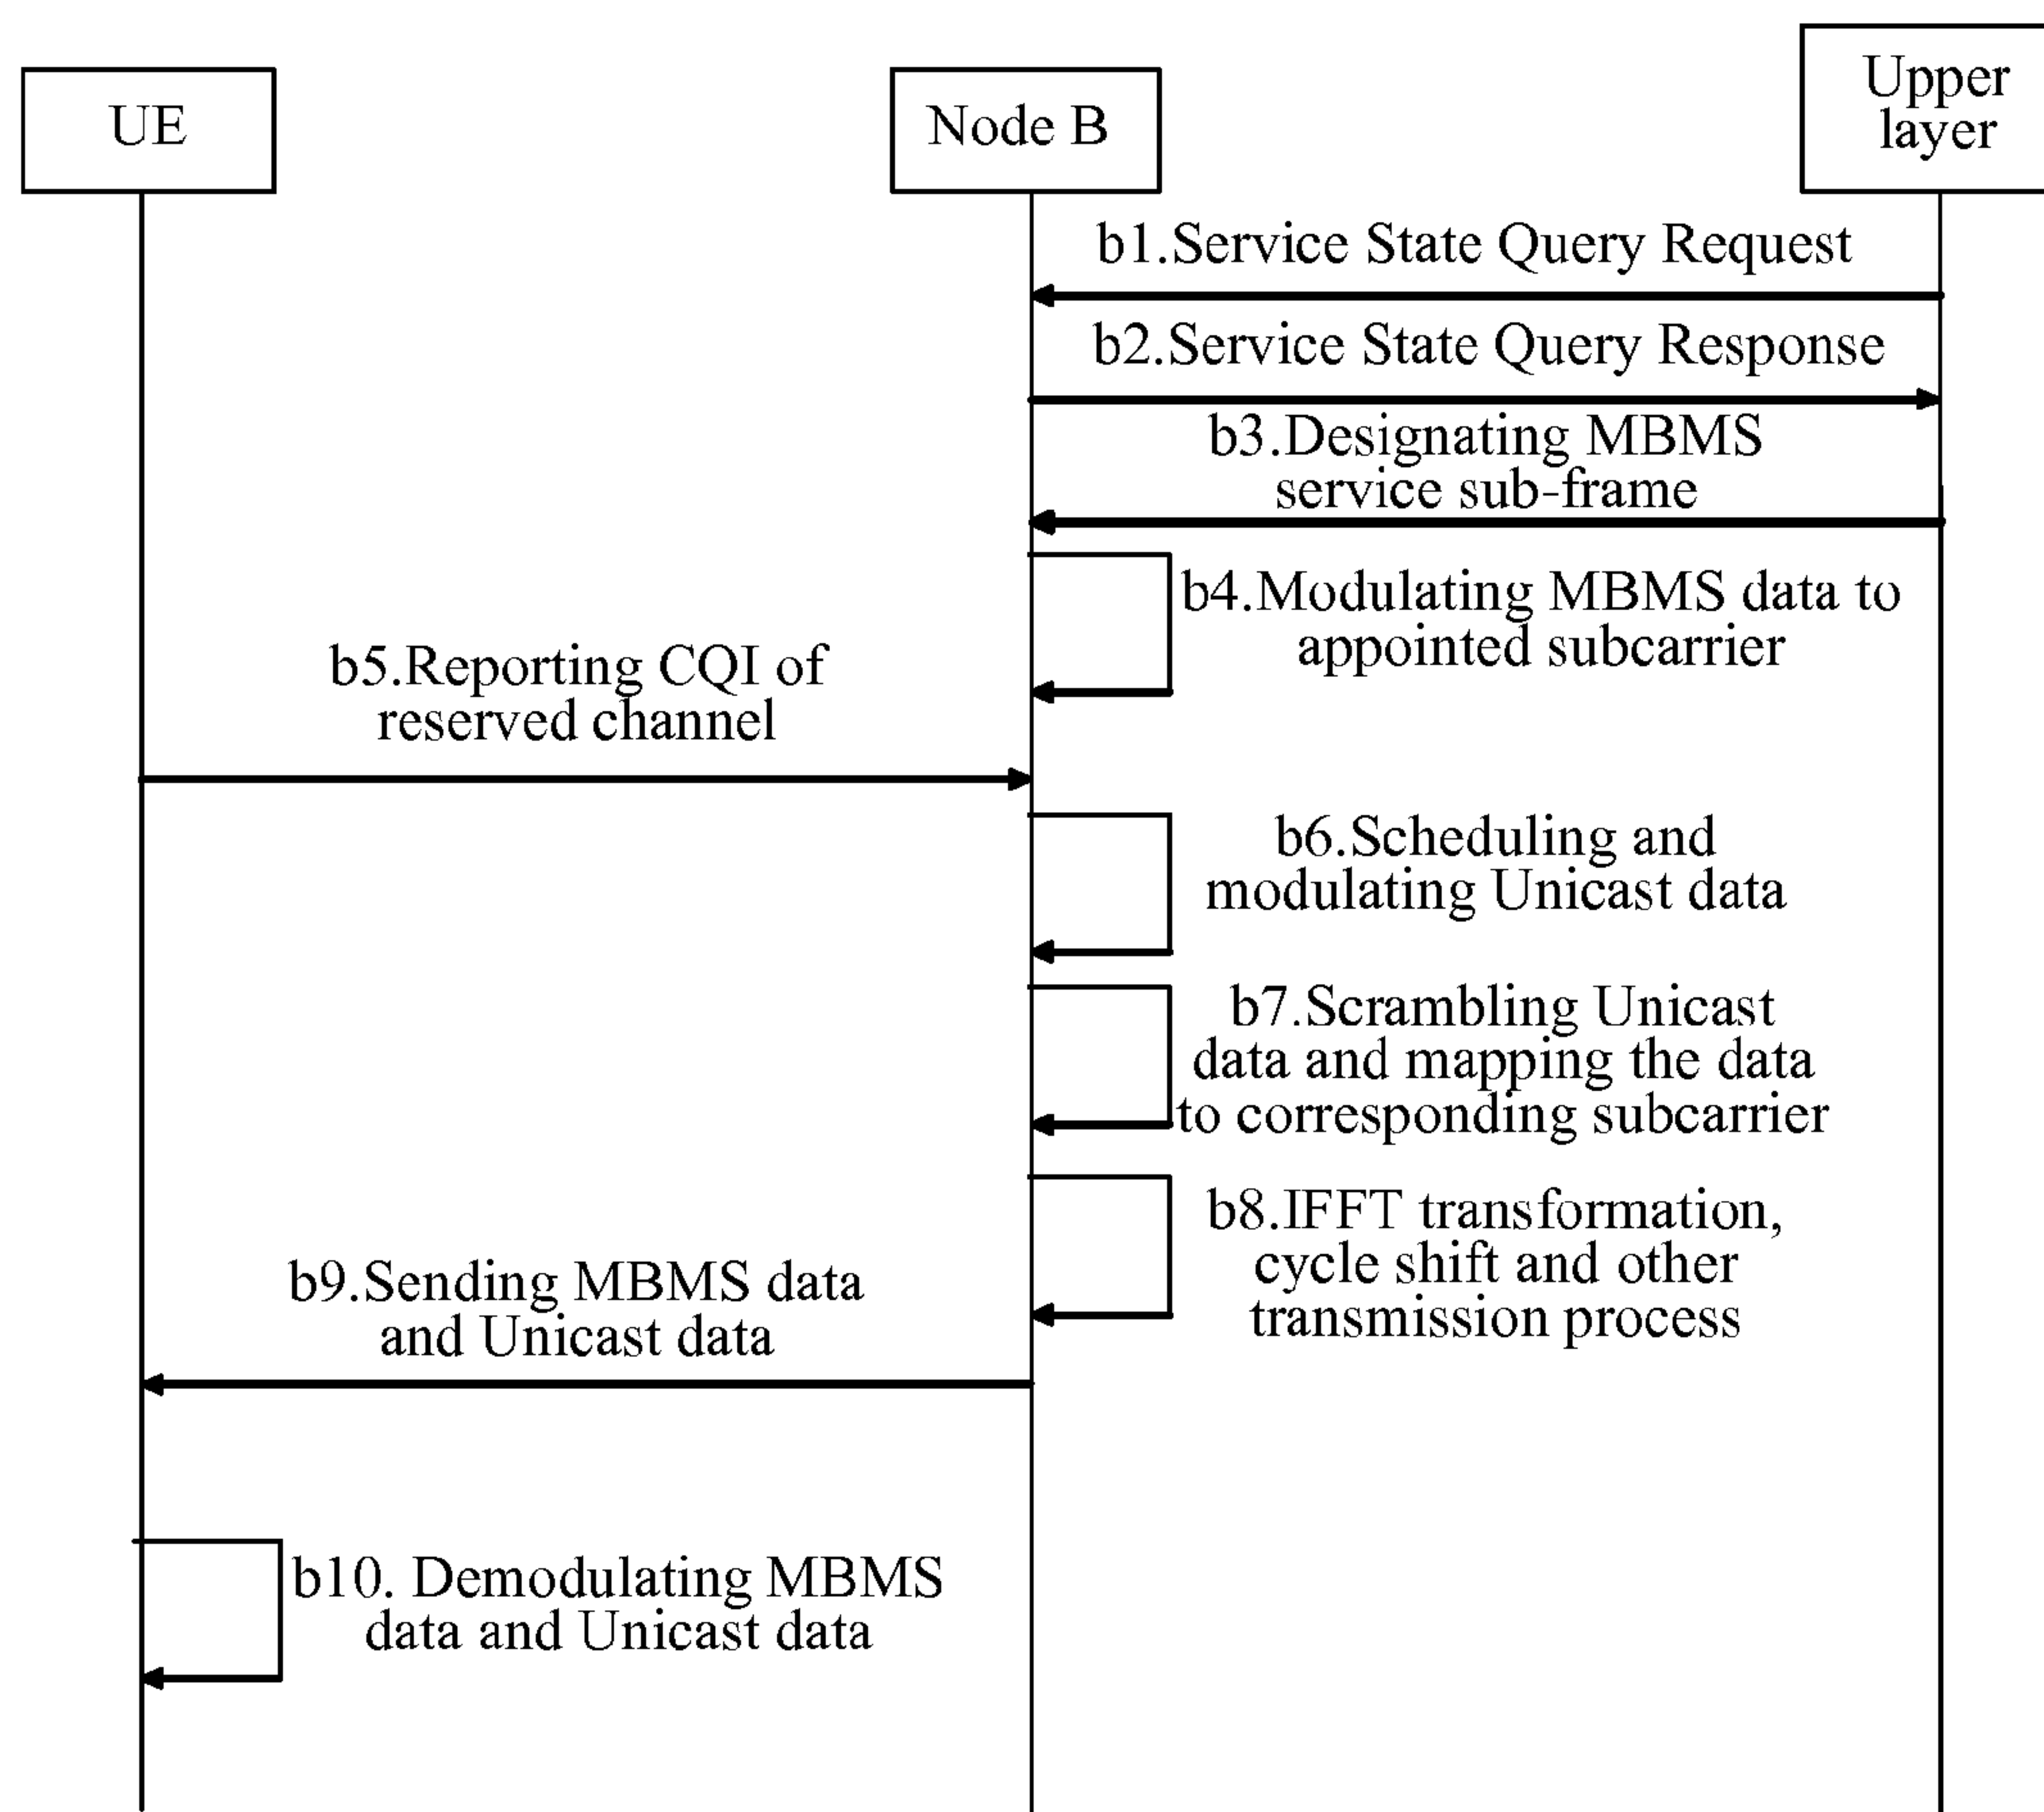 UE
Node B
Upper
layer
b1.Service State Query Request
b2.Service State Query Response
b3.Designating MBMS
service sub-frame
b4.Modulating MBMS data to
appointed subcarrier
b5.Reporting CQI of
reserved channel
b6.Scheduling and
modulating Unicast data
b7.Scrambling Unicast
data and mapping the data
to corresponding subcarrier
b8.IFFT transformation,
cycle shift and other
transmission process
b9.Sending MBMS data
and Unicast data
b10. Demodulating MBMS
data and Unicast data